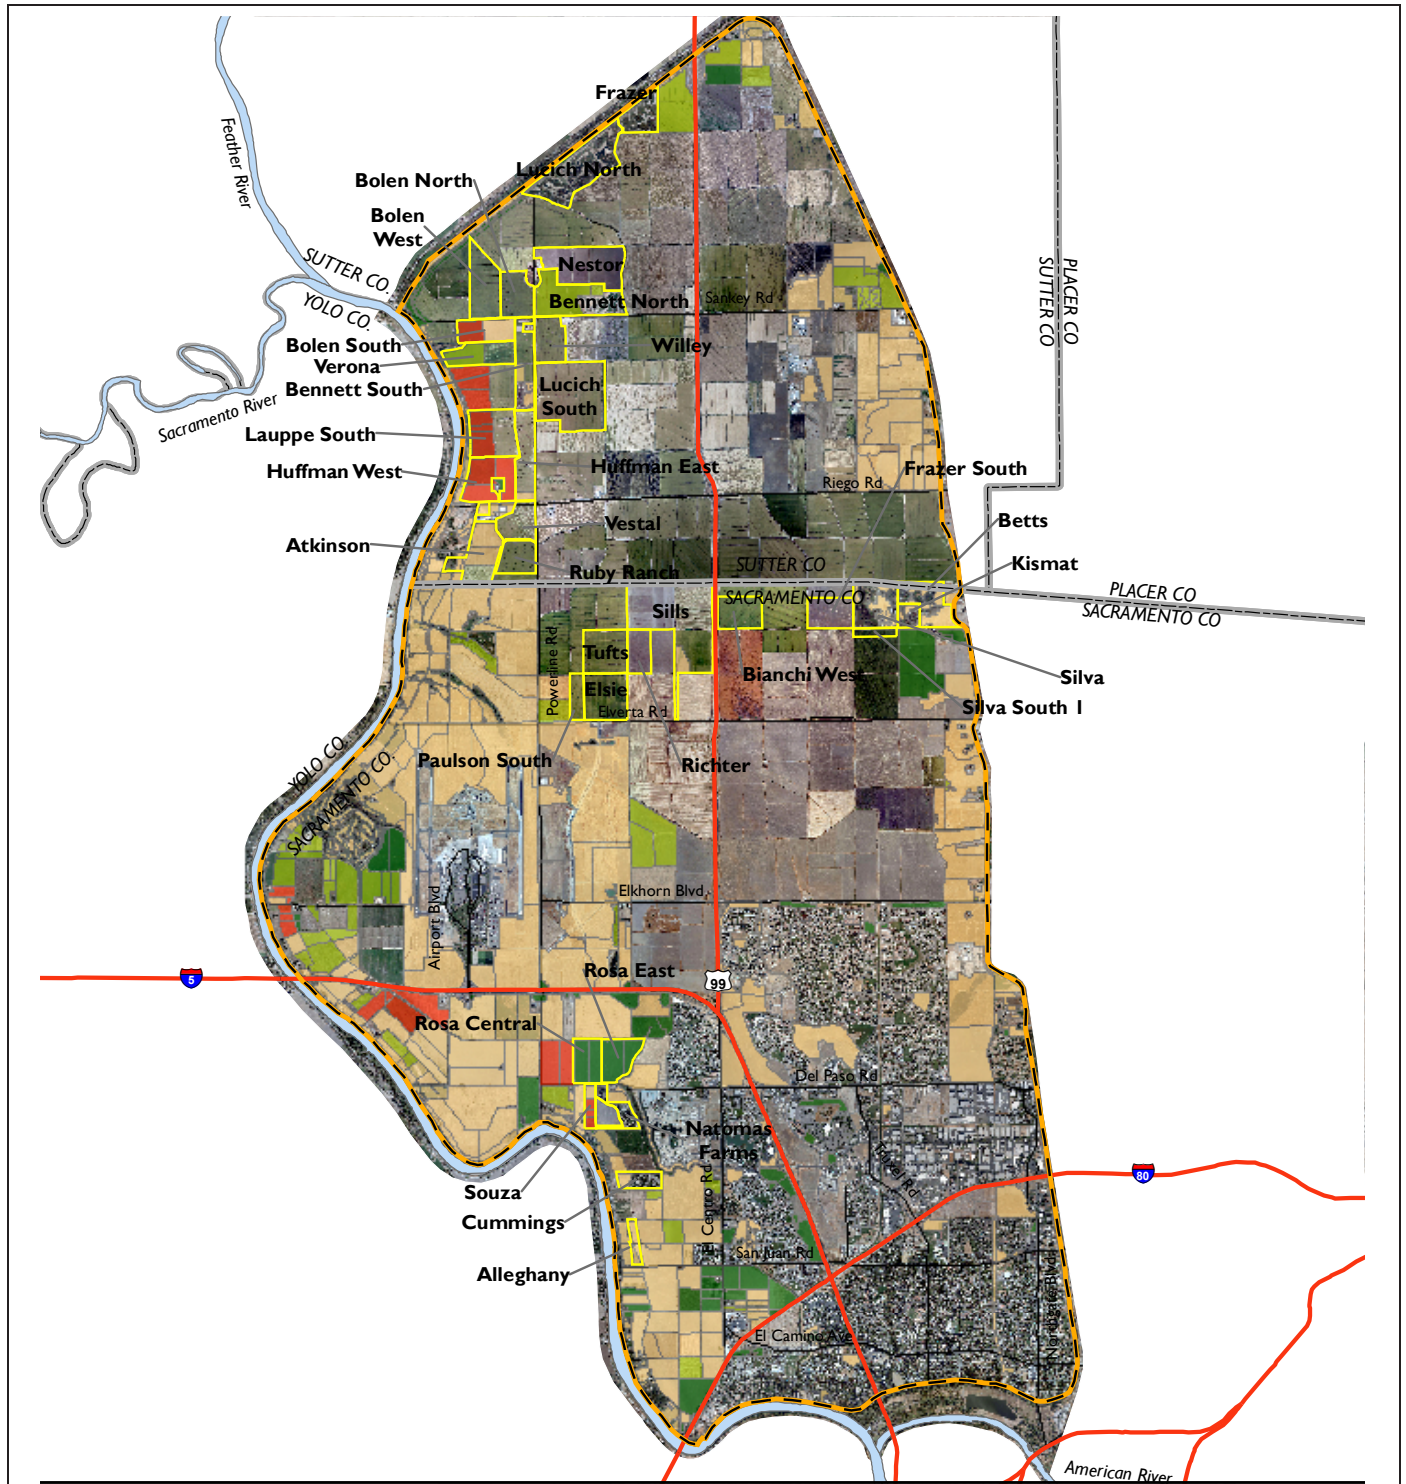 Frazer
Lucich North
Bolen North
Bolen
West
Feather River
Nestor
SUTTER CO.
Bennett North
Sankey Rd
YOLO CO.
PLACER CO
SUTTER CO
Bolen South
Willey
Verona
Bennett South
Lucich
South
Sacramento River
Lauppe South
Huffman West
Huffman East
Frazer South
Riego Rd
Vestal
Betts
Atkinson
Ruby Ranch
SUTTER CO
Kismat
SACRAMENTO CO
PLACER CO
SACRAMENTO CO
Sills
Powerline Rd
Tufts
Bianchi West
Silva
Elsie
Elverta Rd
Silva South 1
Paulson South
Richter
YOLO CO.
SACRAMENTO CO.
Elkhorn Blvd.
Airport Blvd
Rosa East
5
99
Rosa Central
Del Paso Rd
Natomas
Farms
Truxel Rd
80
Souza
Cummings
El Centro Rd
San Juan Rd
Alleghany
Northgate Blvd
El Camino Ave
American River